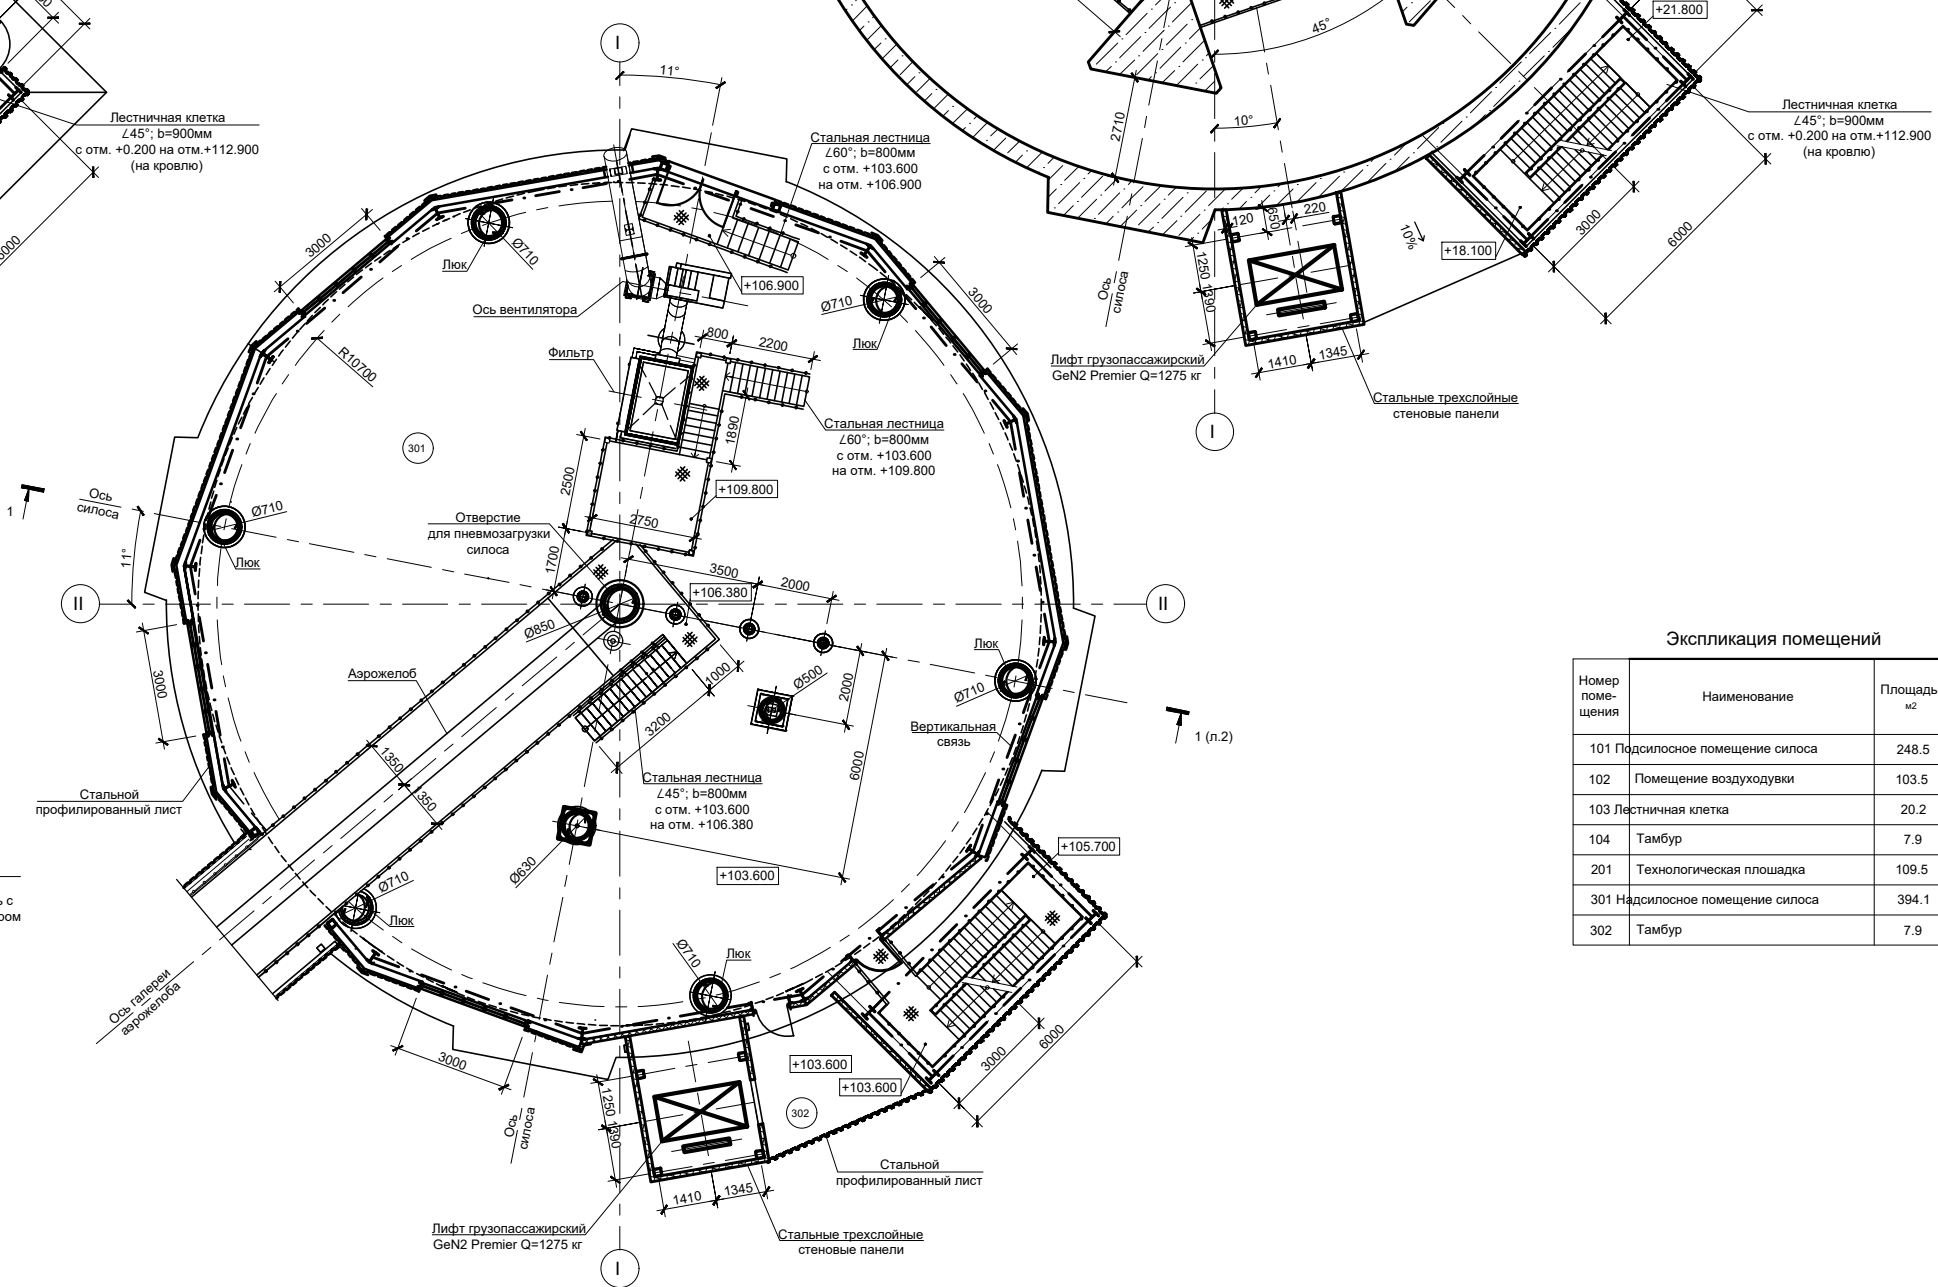 Лестничная клетка
∠45°; b=900мм
с отм. +0.200 на отм.+112.900
(на кровлю)
I
11°
Стальная лестница
∠60°; b=800мм
с отм. +103.600
на отм. +106.900
3000
Ø710
Люк
+106.900
Ось вентилятора
Ø710
Люк
3000
Фильтр
R10700
800
2200
1890
Стальная лестница
∠60°; b=800мм
с отм. +103.600
на отм. +109.800
301
2500
+109.800
2750
1
Ось
силоса
11°
Ø710
Люк
Отверстие
для пневмозагрузки
силоса
1700
3500
2000
+106.380
II
II
Ø850
3000
Аэрожелоб
1000
3200
Ø500
2000
6000
Люк
Ø710
Вертикальная
связь
1 (л.2)
1350
350
Стальной
профилированный лист
Стальная лестница
∠45°; b=800мм
с отм. +103.600
на отм. +106.380
Ø630
+103.600
+105.700
ь с
ром
Ø710
Люк
Ø710
Люк
Ось галереи
аэрожелоба
3000
Ось
силоса
+103.600
+103.600
302
3000
6000
1250
1390
1410
1345
Стальной
профилированный лист
Лифт грузопассажирский
GeN2 Premier Q=1275 кг
Стальные трехслойные
стеновые панели
I
+21.800
45°
10°
2710
Лестничная клетка
∠45°; b=900мм
с отм. +0.200 на отм.+112.900
(на кровлю)
120
650
220
10%
+18.100
3000
6000
Ось
силоса
1250
1390
1410
1345
Лифт грузопассажирский
GeN2 Premier Q=1275 кг
Стальные трехслойные
стеновые панели
I
Экспликация помещений
Номер
поме-
щения
Наименование
Площадь
м2
101 Подсилосное помещение силоса 248.5
102 Помещение воздуходувки 103.5
103 Лестничная клетка 20.2
104 Тамбур 7.9
201 Технологическая плошадка 109.5
301 Надсилосное помещение силоса 394.1
302 Тамбур 7.9